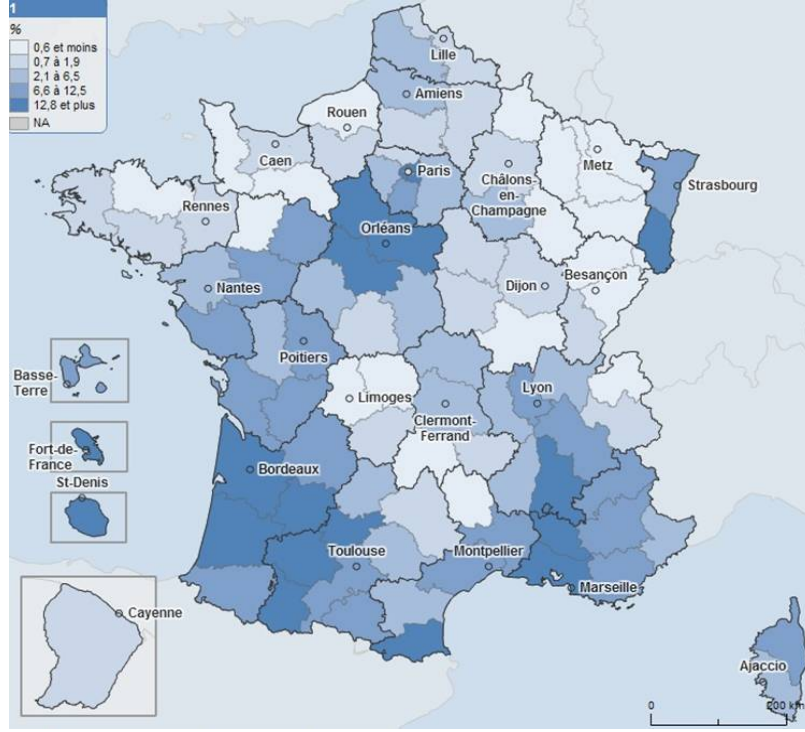 1
%
0,6 et moins
0,7 à 1,9
2,1 à 6,5
6,6 à 12,5
12,8 et plus
NA
Lille
Amiens
Rouen
Caen
Paris
Metz
Châlons-
en-
Champagne
Strasbourg
Rennes
Orléans
Nantes
Dijon
Besançon
Poitiers
Basse-
Terre
Limoges
Lyon
Clermont-
Ferrand
Fort-de-
France
Bordeaux
St-Denis
Toulouse
Montpellier
Marseille
Cayenne
Ajaccio
0
200 km